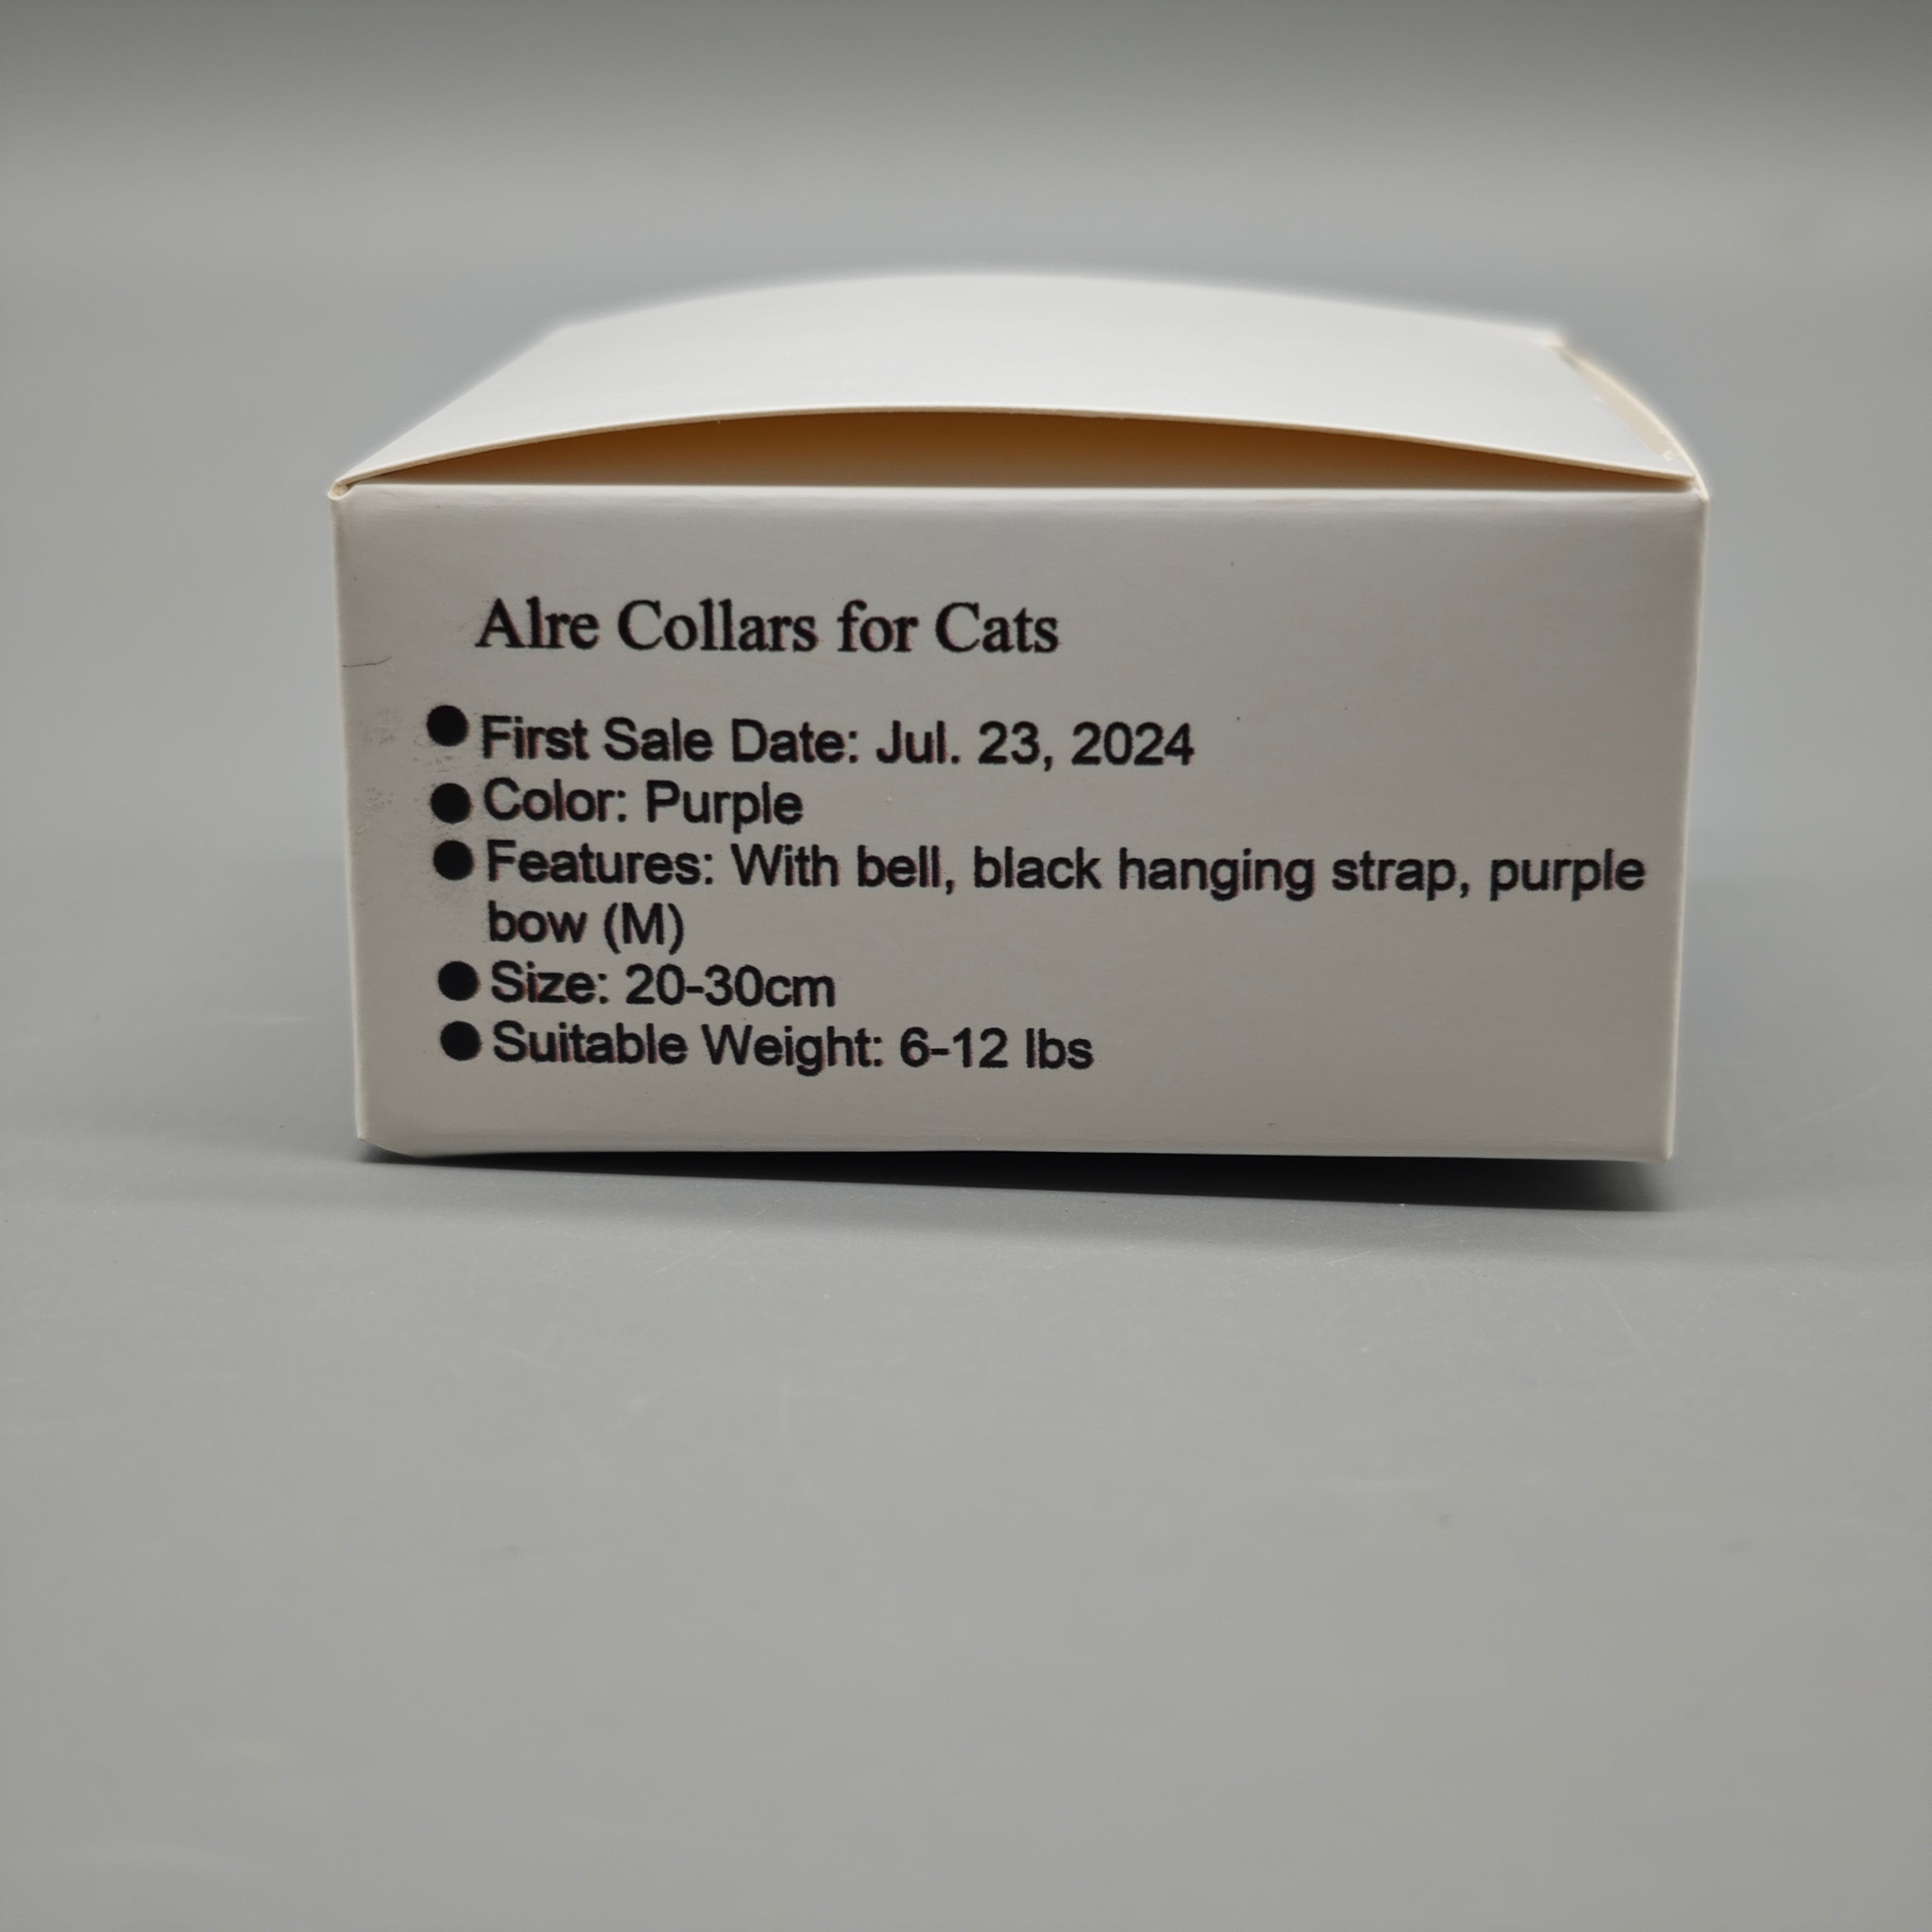 Alre Collars for Cats
● First Sale Date: Jul. 23, 2024
● Color: Purple
● Features: With bell, black hanging strap, purple
bow (M)
● Size: 20-30cm
● Suitable Weight: 6-12 lbs